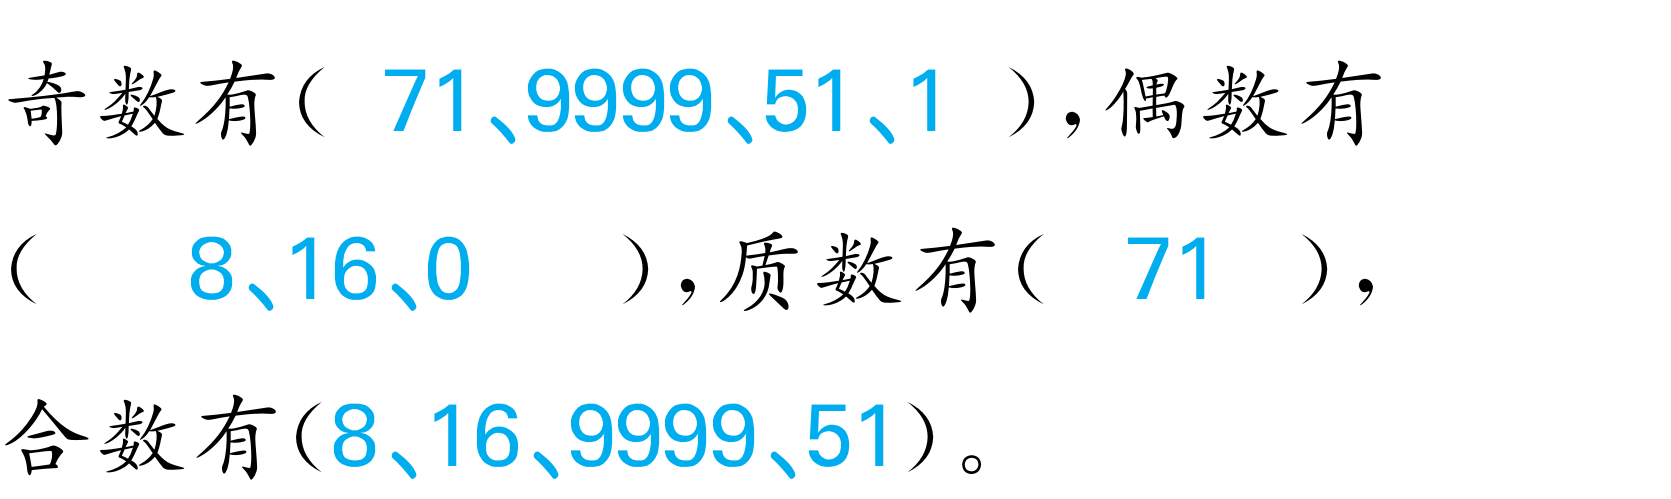 奇数有( 71、9999、51、1 ),偶数有
( 8、16、0 ),质数有( 71 ),
合数有(8、16、9999、51)。